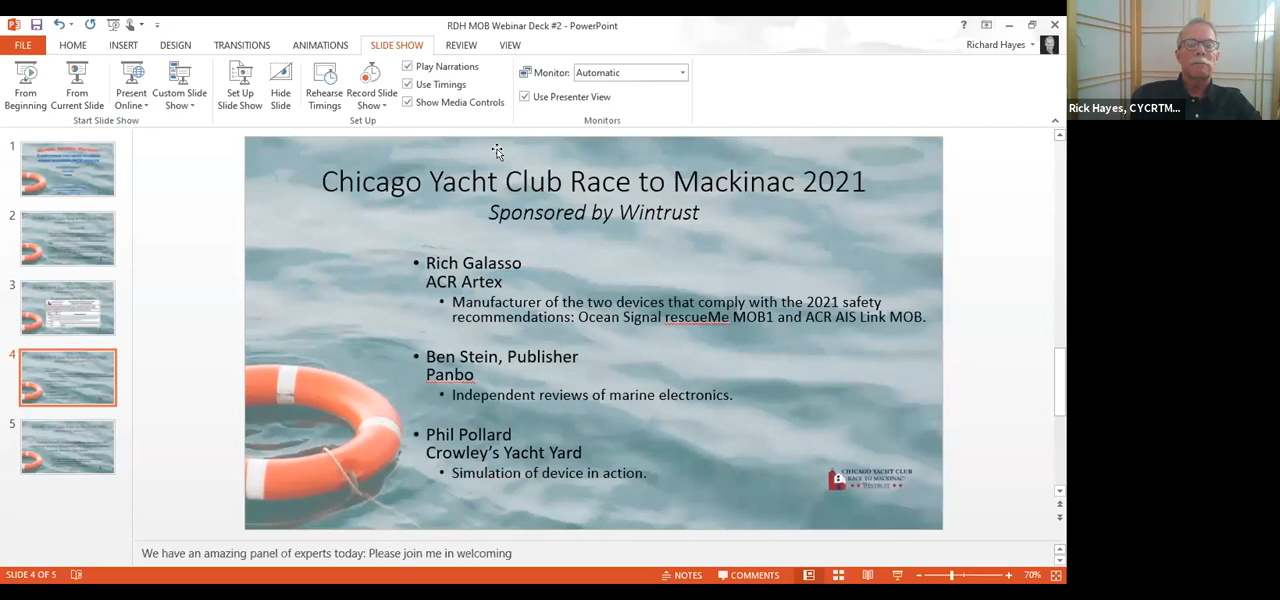 RDH MOB Webinar Deck #2 - PowerPoint
FILE HOME INSERT DESIGN TRANSITIONS ANIMATIONS SLIDE SHOW REVIEW VIEW
Richard Hayes
From Beginning
From Current Slide
Present Online
Custom Slide Show
Start Slide Show
Set Up Slide Show
Hide Slide
Rehearse Timings
Record Slide Show
Play Narrations
Use Timings
Show Media Controls
Set Up
Monitor: Automatic
Use Presenter View
Monitors
Rick Hayes, CYCRTM...
1
2
3
4
5
Chicago Yacht Club Race to Mackinac 2021
Sponsored by Wintrust
• Rich Galasso
ACR Artex
• Manufacturer of the two devices that comply with the 2021 safety
recommendations: Ocean Signal rescueMe MOB1 and ACR AIS Link MOB.
• Ben Stein, Publisher
Panbo
• Independent reviews of marine electronics.
• Phil Pollard
Crowley's Yacht Yard
• Simulation of device in action.
CHICAGO YACHT CLUB
RACE TO MACKINAC
WINTRUST
We have an amazing panel of experts today: Please join me in welcoming
SLIDE 4 OF 5
NOTES
COMMENTS
70%